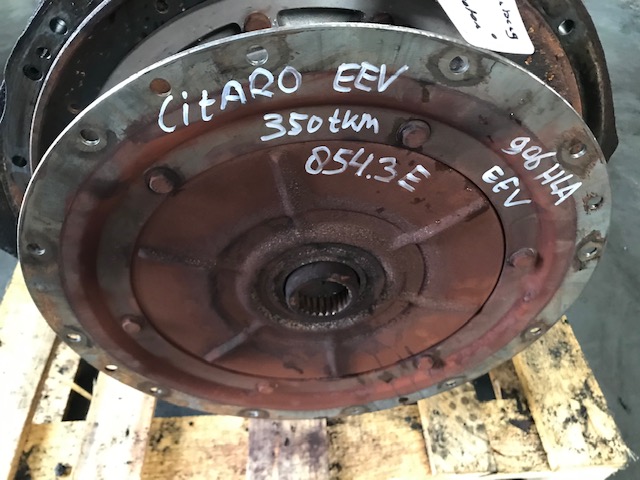 CitARO EEV
350tkm
854.3E
906 HLA
EEV